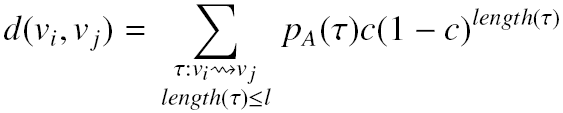 d(v_i, v_j) = \sum_{\substack{\tau : v_i \rightsquigarrow v_j \\ length(\tau) \leq l}} p_A(\tau) c(1 - c)^{length(\tau)}